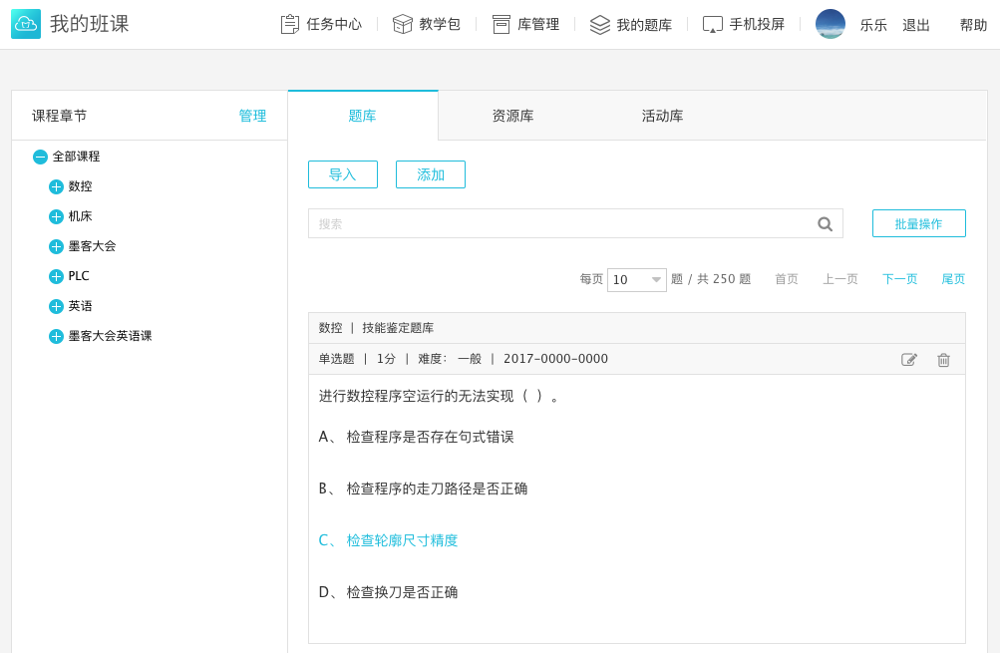 我的班课 任务中心 教学包 库管理 我的题库 手机投屏 乐乐 退出 帮助
课程章节 管理 题库 资源库 活动库
全部课程
数控
机床
墨客大会
PLC
英语
墨客大会英语课
导入 添加
搜索 批量操作
每页 10 题 / 共 250 题 首页 上一页 下一页 尾页
数控 | 技能鉴定题库
单选题 | 1分 | 难度： 一般 | 2017-0000-0000
进行数控程序空运行的无法实现（ ）。
A、 检查程序是否存在句式错误
B、 检查程序的走刀路径是否正确
C、 检查轮廓尺寸精度
D、 检查换刀是否正确